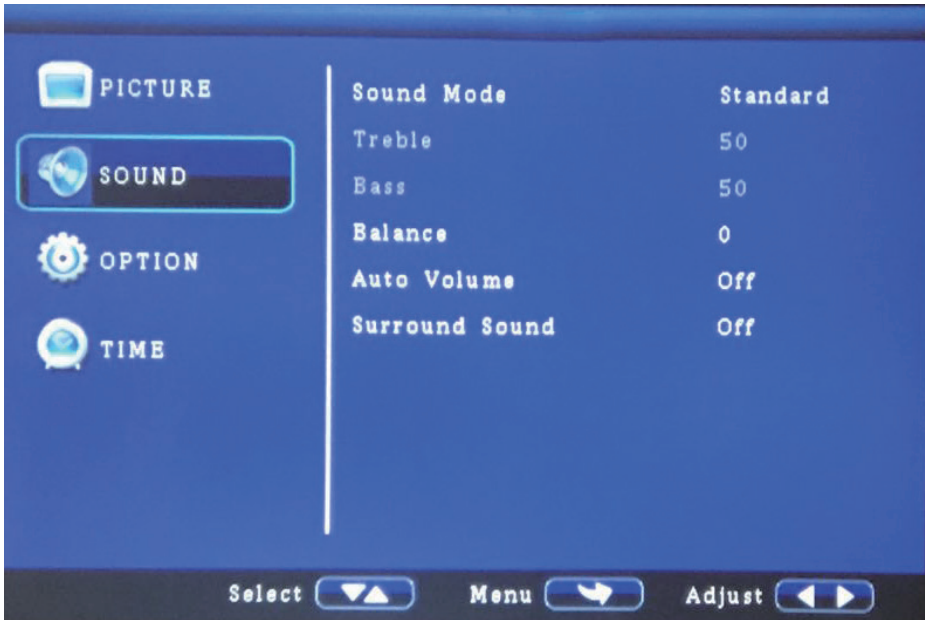 PICTURE
SOUND
OPTION
TIME
Sound Mode Standard
Treble 50
Bass 50
Balance 0
Auto Volume Off
Surround Sound Off
Select Menu Adjust